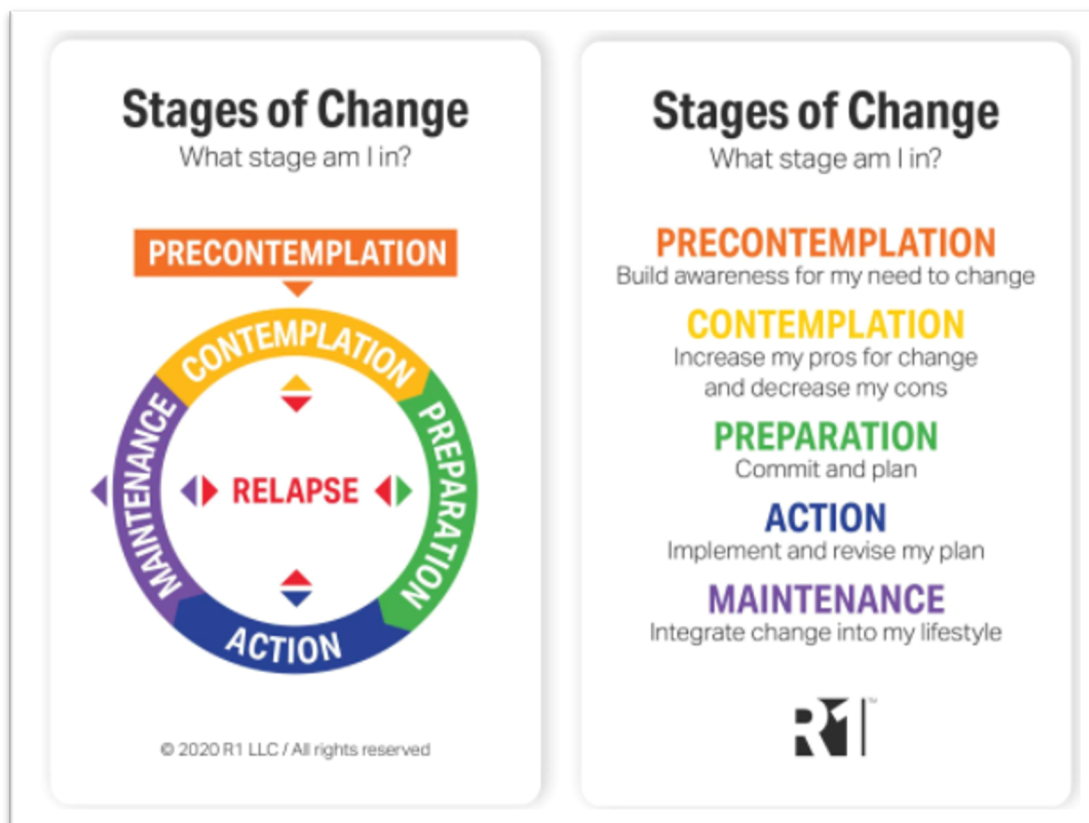 Stages of Change
What stage am I in?
PRECONTEMPLATION
CONTEMPLATION
PREPARATION
ACTION
MAINTENANCE
RELAPSE
© 2020 R1 LLC / All rights reserved
Stages of Change
What stage am I in?
PRECONTEMPLATION
Build awareness for my need to change
CONTEMPLATION
Increase my pros for change
and decrease my cons
PREPARATION
Commit and plan
ACTION
Implement and revise my plan
MAINTENANCE
Integrate change into my lifestyle
R1™